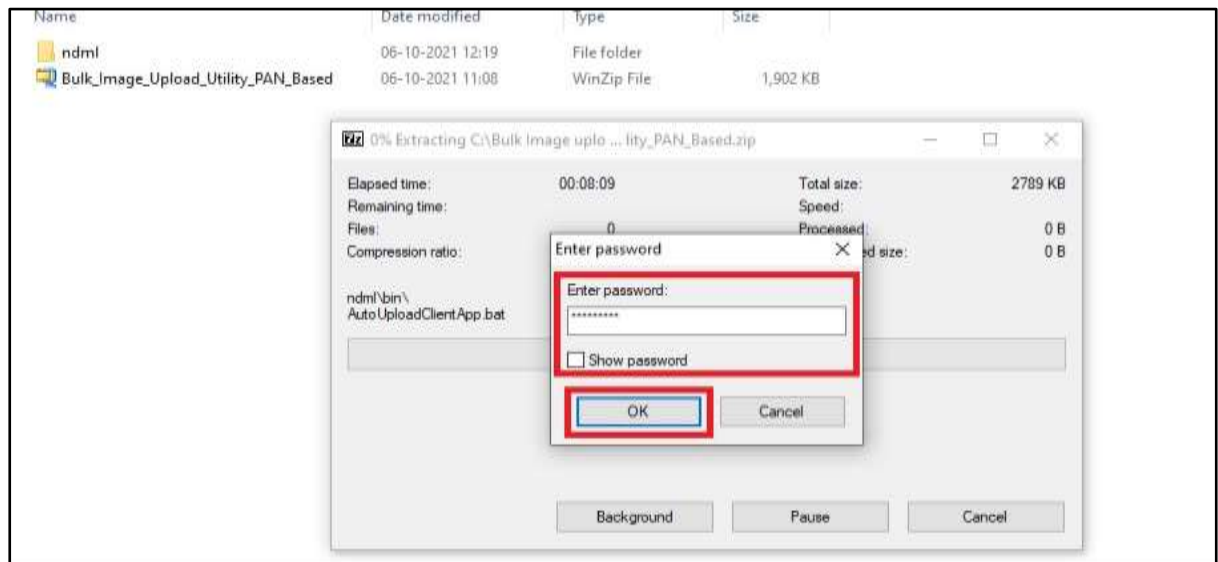 Name Date modified Type Size
ndml 06-10-2021 12:19 File folder
Bulk_Image_Upload_Utility_PAN_Based 06-10-2021 11:08 WinZip File 1,902 KB
0% Extracting C:\Bulk Image uplo ... lity_PAN_Based.zip
Elapsed time: 00:08:09 Total size: 2789 KB
Remaining time: Speed:
Files: 0 Processed: 0 B
Compression ratio: ed size: 0 B
Enter password
Enter password:
*********
Show password
OK Cancel
ndml\bin\
AutoUploadClientApp.bat
Background Pause Cancel